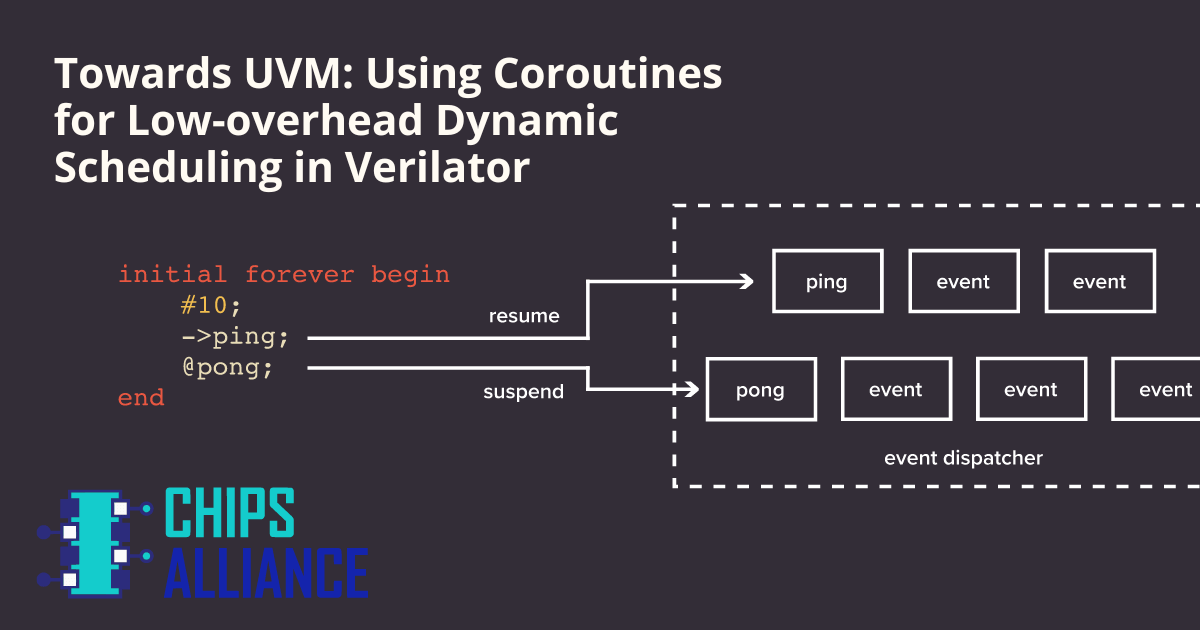 Towards UVM: Using Coroutines
for Low-overhead Dynamic
Scheduling in Verilator
initial forever begin
#10;
->ping;
@pong;
end
resume
suspend
ping
event
event
pong
event
event
event
event dispatcher
CHIPS
ALLIANCE